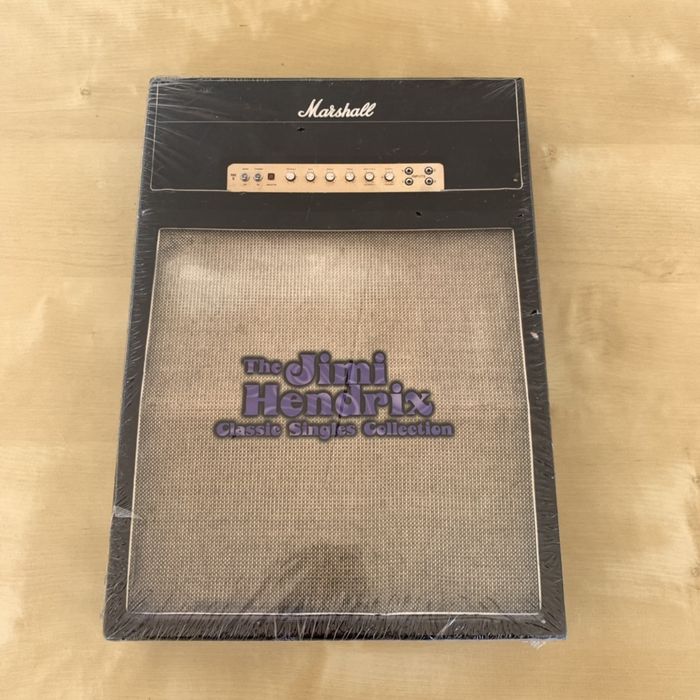 Marshall
The Jimi
Hendrix
Classic Singles Collection